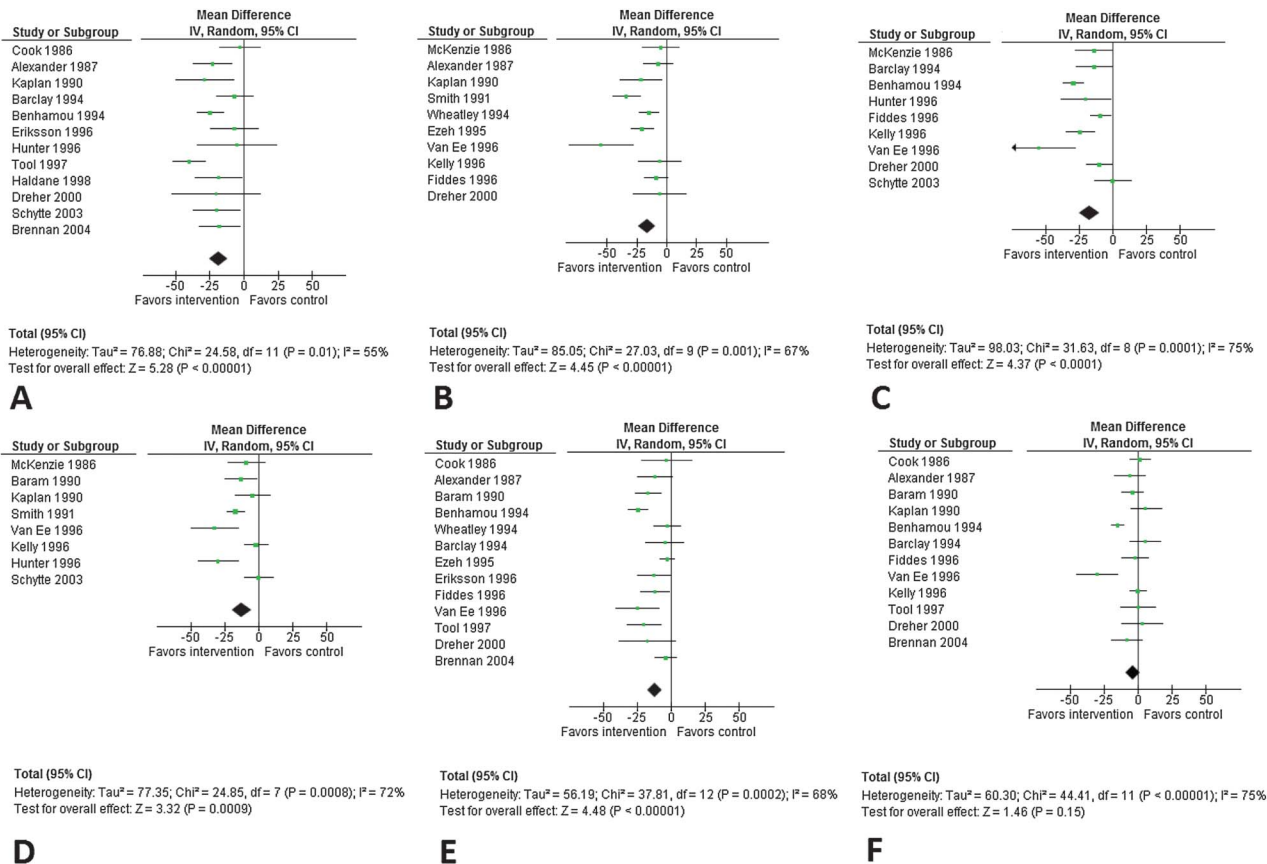 Mean Difference
Study or Subgroup IV, Random, 95% CI
Cook 1986
Alexander 1987
Kaplan 1990
Barclay 1994
Benhamou 1994
Eriksson 1996
Hunter 1996
Tool 1997
Haldane 1998
Dreher 2000
Schytte 2003
Brennan 2004
-50 -25 0 25 50
Favors intervention Favors control
Total (95% CI)
Heterogeneity: Tau² = 76.88; Chi² = 24.58, df = 11 (P = 0.01); I² = 55%
Test for overall effect: Z = 5.28 (P < 0.00001)
A
Mean Difference
Study or Subgroup IV, Random, 95% CI
McKenzie 1986
Alexander 1987
Kaplan 1990
Smith 1991
Wheatley 1994
Ezeh 1995
Van Ee 1996
Kelly 1996
Fiddes 1996
Dreher 2000
-50 -25 0 25 50
Favors intervention Favors control
Total (95% CI)
Heterogeneity: Tau² = 85.05; Chi² = 27.03, df = 9 (P = 0.001); I² = 67%
Test for overall effect: Z = 4.45 (P < 0.00001)
B
Mean Difference
Study or Subgroup IV, Random, 95% CI
McKenzie 1986
Barclay 1994
Benhamou 1994
Hunter 1996
Fiddes 1996
Kelly 1996
Van Ee 1996
Dreher 2000
Schytte 2003
-50 -25 0 25 50
Favors intervention Favors control
Total (95% CI)
Heterogeneity: Tau² = 98.03; Chi² = 31.63, df = 8 (P = 0.0001); I² = 75%
Test for overall effect: Z = 4.37 (P < 0.0001)
C
Mean Difference
Study or Subgroup IV, Random, 95% CI
McKenzie 1986
Baram 1990
Kaplan 1990
Smith 1991
Van Ee 1996
Kelly 1996
Hunter 1996
Schytte 2003
-50 -25 0 25 50
Favors intervention Favors control
Total (95% CI)
Heterogeneity: Tau² = 77.35; Chi² = 24.85, df = 7 (P = 0.0008); I² = 72%
Test for overall effect: Z = 3.32 (P = 0.0009)
D
Mean Difference
Study or Subgroup IV, Random, 95% CI
Cook 1986
Alexander 1987
Baram 1990
Benhamou 1994
Wheatley 1994
Barclay 1994
Ezeh 1995
Eriksson 1996
Fiddes 1996
Van Ee 1996
Tool 1997
Dreher 2000
Brennan 2004
-50 -25 0 25 50
Favors intervention Favors control
Total (95% CI)
Heterogeneity: Tau² = 56.19; Chi² = 37.81, df = 12 (P = 0.0002); I² = 68%
Test for overall effect: Z = 4.48 (P < 0.00001)
E
Mean Difference
Study or Subgroup IV, Random, 95% CI
Cook 1986
Alexander 1987
Baram 1990
Kaplan 1990
Benhamou 1994
Barclay 1994
Fiddes 1996
Van Ee 1996
Kelly 1996
Tool 1997
Dreher 2000
Brennan 2004
-50 -25 0 25 50
Favors intervention Favors control
Total (95% CI)
Heterogeneity: Tau² = 60.30; Chi² = 44.41, df = 11 (P < 0.00001); I² = 75%
Test for overall effect: Z = 1.46 (P = 0.15)
F